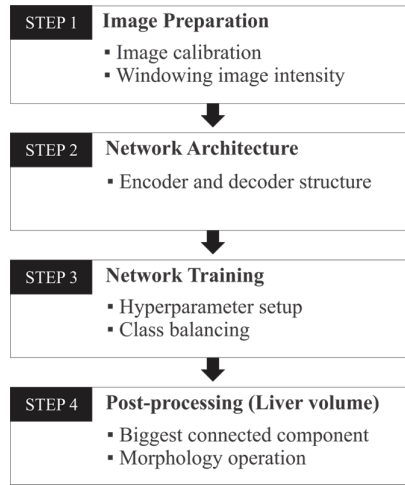 STEP 1 Image Preparation
▪ Image calibration
▪ Windowing image intensity
STEP 2 Network Architecture
▪ Encoder and decoder structure
STEP 3 Network Training
▪ Hyperparameter setup
▪ Class balancing
STEP 4 Post-processing (Liver volume)
▪ Biggest connected component
▪ Morphology operation